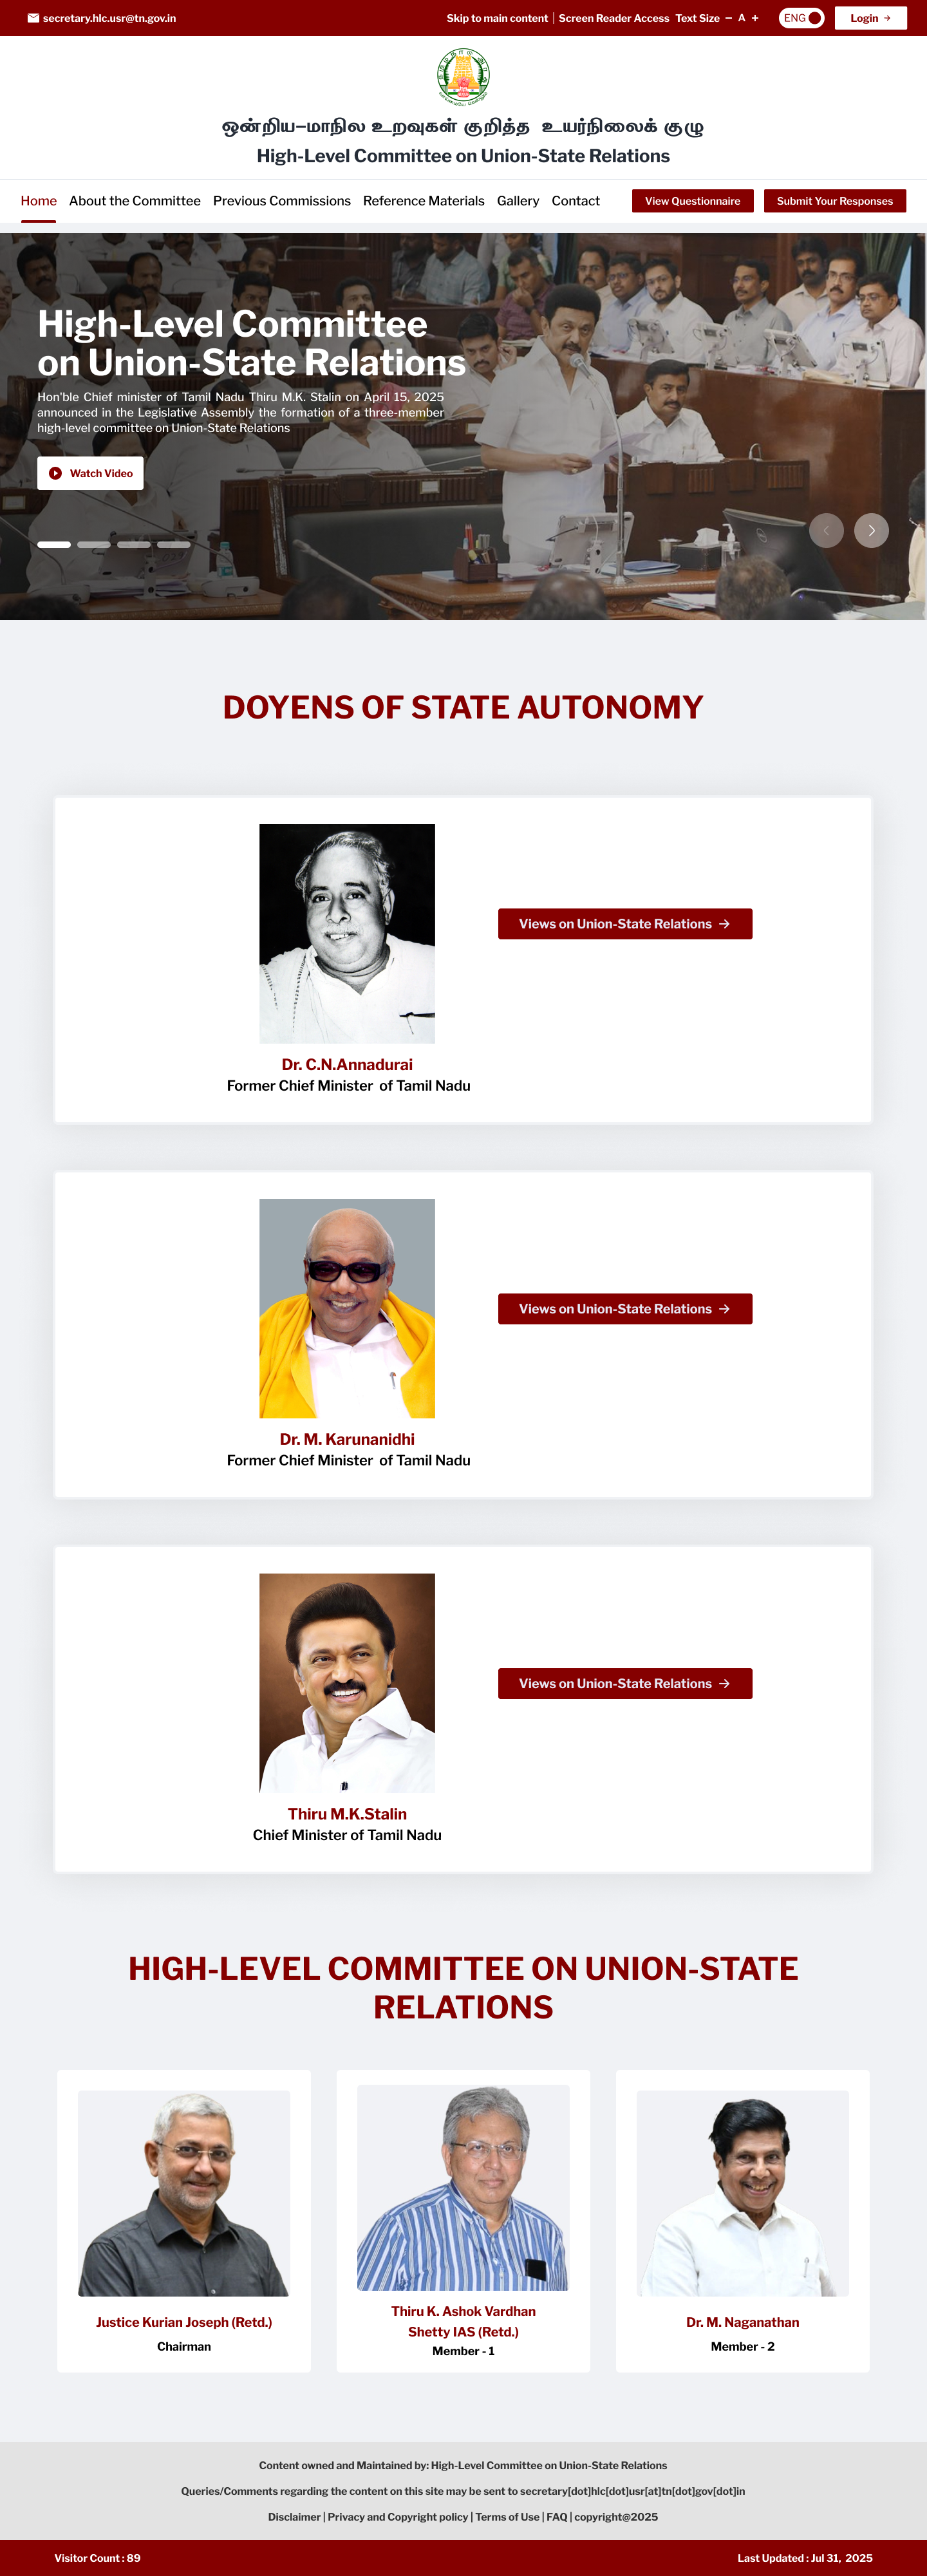 secretary.hlc.usr@tn.gov.in
Skip to main content | Screen Reader Access Text Size − A +
ENG
Login →
ஒன்றிய–மாநில உறவுகள் குறித்த உயர்நிலைக் குழு
High-Level Committee on Union-State Relations
Home About the Committee Previous Commissions Reference Materials Gallery Contact
View Questionnaire
Submit Your Responses
High-Level Committee
on Union-State Relations
Hon'ble Chief minister of Tamil Nadu Thiru M.K. Stalin on April 15, 2025
announced in the Legislative Assembly the formation of a three-member
high-level committee on Union-State Relations
Watch Video
DOYENS OF STATE AUTONOMY
Views on Union-State Relations →
Dr. C.N.Annadurai
Former Chief Minister of Tamil Nadu
Views on Union-State Relations →
Dr. M. Karunanidhi
Former Chief Minister of Tamil Nadu
Views on Union-State Relations →
Thiru M.K.Stalin
Chief Minister of Tamil Nadu
HIGH-LEVEL COMMITTEE ON UNION-STATE
RELATIONS
Justice Kurian Joseph (Retd.)
Chairman
Thiru K. Ashok Vardhan
Shetty IAS (Retd.)
Member - 1
Dr. M. Naganathan
Member - 2
Content owned and Maintained by: High-Level Committee on Union-State Relations
Queries/Comments regarding the content on this site may be sent to secretary[dot]hlc[dot]usr[at]tn[dot]gov[dot]in
Disclaimer | Privacy and Copyright policy | Terms of Use | FAQ | copyright@2025
Visitor Count : 89
Last Updated : Jul 31, 2025